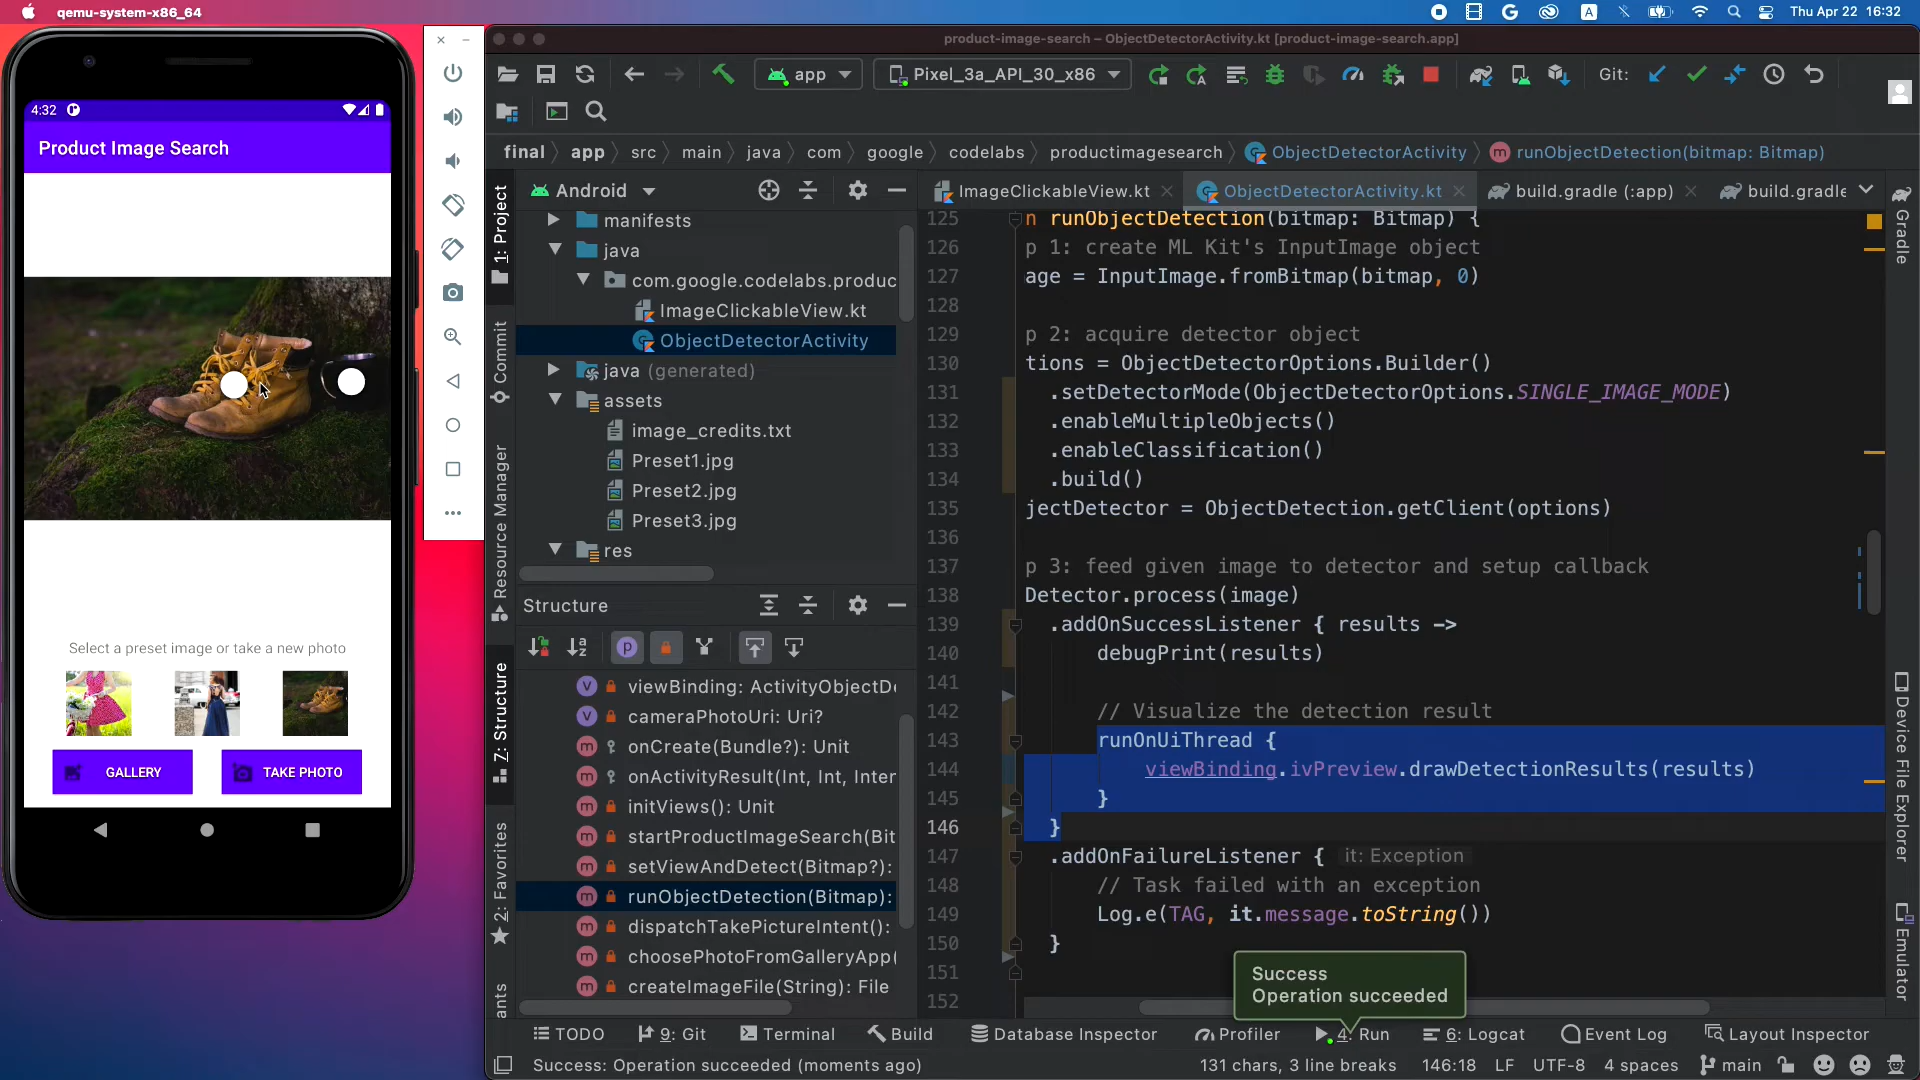 qemu-system-x86_64
A
Thu Apr 22 16:32
4:32
Product Image Search
Select a preset image or take a new photo
GALLERY
TAKE PHOTO
product-image-search – ObjectDetectorActivity.kt [product-image-search.app]
app
Pixel_3a_API_30_x86
Git:
final
app
src
main
java
com
google
codelabs
productimagesearch
ObjectDetectorActivity
runObjectDetection(bitmap: Bitmap)
1: Project
Commit
Resource Manager
7: Structure
2: Favorites
Android
manifests
java
com.google.codelabs.produc
ImageClickableView.kt
ObjectDetectorActivity
java (generated)
assets
image_credits.txt
Preset1.jpg
Preset2.jpg
Preset3.jpg
res
Structure
viewBinding: ActivityObjectD
cameraPhotoUri: Uri?
onCreate(Bundle?): Unit
onActivityResult(Int, Int, Inter
initViews(): Unit
startProductImageSearch(Bit
setViewAndDetect(Bitmap?):
runObjectDetection(Bitmap):
dispatchTakePictureIntent():
choosePhotoFromGalleryApp(
createImageFile(String): File
ImageClickableView.kt
ObjectDetectorActivity.kt
build.gradle (:app)
build.gradle
125 n runObjectDetection(bitmap: Bitmap) {
126 p 1: create ML Kit's InputImage object
127 age = InputImage.fromBitmap(bitmap, 0)
128
129 p 2: acquire detector object
130 tions = ObjectDetectorOptions.Builder()
131 .setDetectorMode(ObjectDetectorOptions.SINGLE_IMAGE_MODE)
132 .enableMultipleObjects()
133 .enableClassification()
134 .build()
135 jectDetector = ObjectDetection.getClient(options)
136
137 p 3: feed given image to detector and setup callback
138 Detector.process(image)
139 .addOnSuccessListener { results ->
140 debugPrint(results)
141
142 // Visualize the detection result
143 runOnUiThread {
144 viewBinding.ivPreview.drawDetectionResults(results)
145 }
146 }
147 .addOnFailureListener { it: Exception
148 // Task failed with an exception
149 Log.e(TAG, it.message.toString())
150 }
151
152
Success
Operation succeeded
Gradle
Device File Explorer
Emulator
TODO
9: Git
Terminal
Build
Database Inspector
Profiler
4: Run
6: Logcat
Event Log
Layout Inspector
Success: Operation succeeded (moments ago)
131 chars, 3 line breaks
146:18
LF
UTF-8
4 spaces
main